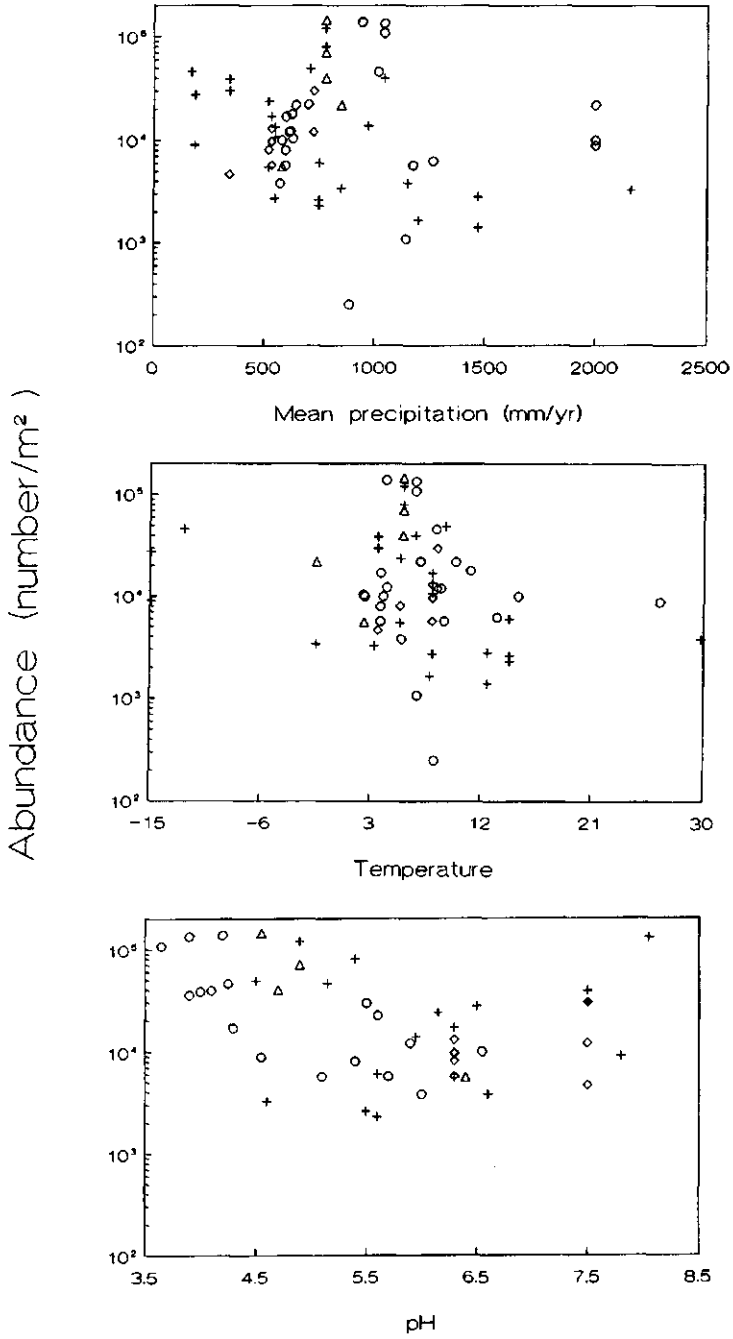 Abundance (number/m²)
10⁶
10⁵
10⁴
10³
10²
0 500 1000 1500 2000 2500
Mean precipitation (mm/yr)
10⁵
10⁴
10³
10²
-15 -6 3 12 21 30
Temperature
10⁵
10⁴
10³
10²
3.5 4.5 5.5 6.5 7.5 8.5
pH